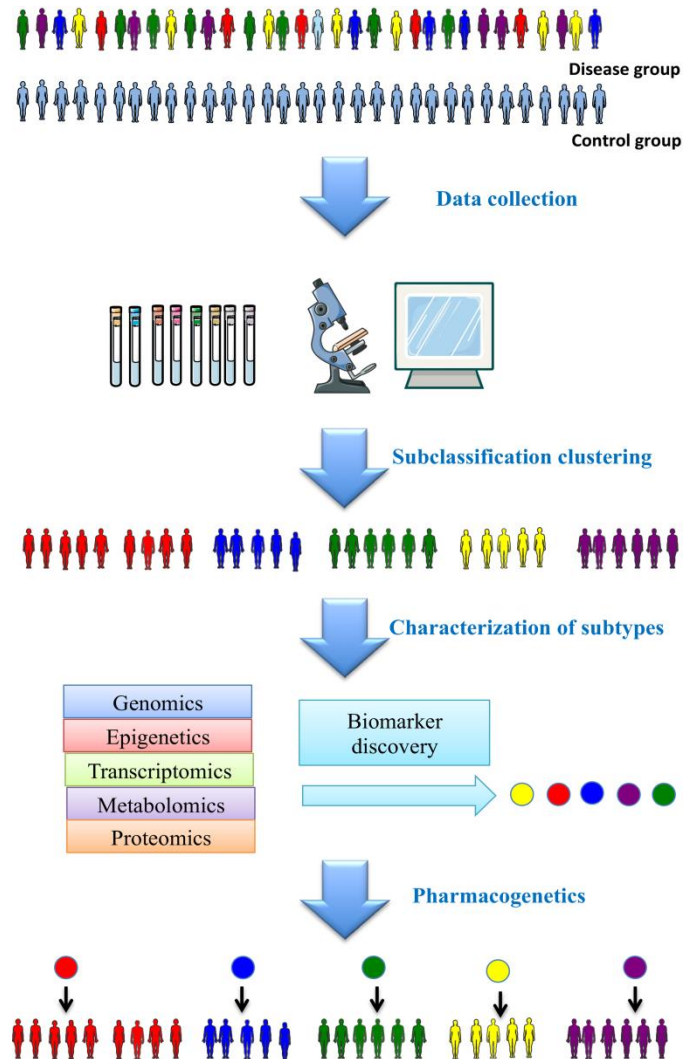 Disease group
Control group
Data collection
Subclassification clustering
Characterization of subtypes
Genomics
Epigenetics
Transcriptomics
Metabolomics
Proteomics
Biomarker
discovery
Pharmacogenetics